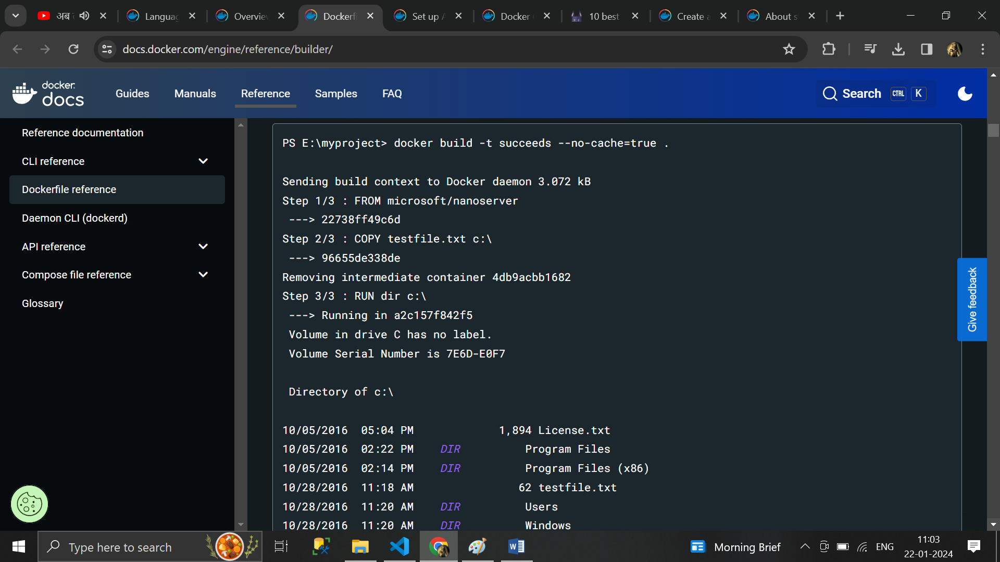 अब
Languag
Overvie
Dockerf
Set up A
Docker
10 best
Create a
About s
docs.docker.com/engine/reference/builder/
docker
docs
Guides
Manuals
Reference
Samples
FAQ
Search
CTRL
K
Reference documentation
CLI reference
Dockerfile reference
Daemon CLI (dockerd)
API reference
Compose file reference
Glossary
PS E:\myproject> docker build -t succeeds --no-cache=true .
Sending build context to Docker daemon 3.072 kB
Step 1/3 : FROM microsoft/nanoserver
---> 22738ff49c6d
Step 2/3 : COPY testfile.txt c:\
---> 96655de338de
Removing intermediate container 4db9acbb1682
Step 3/3 : RUN dir c:\
---> Running in a2c157f842f5
Volume in drive C has no label.
Volume Serial Number is 7E6D-E0F7
Directory of c:\
10/05/2016  05:04 PM             1,894 License.txt
10/05/2016  02:22 PM    DIR          Program Files
10/05/2016  02:14 PM    DIR          Program Files (x86)
10/28/2016  11:18 AM                62 testfile.txt
10/28/2016  11:20 AM    DIR          Users
10/28/2016  11:20 AM    DIR          Windows
Give feedback
Type here to search
Morning Brief
ENG
11:03
22-01-2024